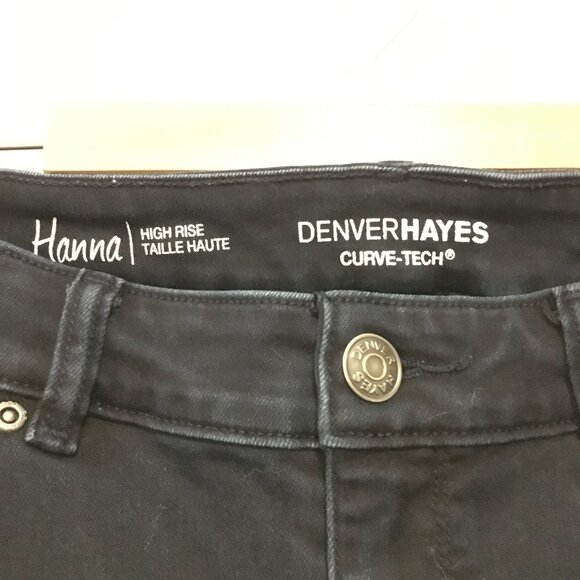 Hanna
HIGH RISE
TAILLE HAUTE
DENVERHAYES
CURVE-TECH®
DENVER
HAYES